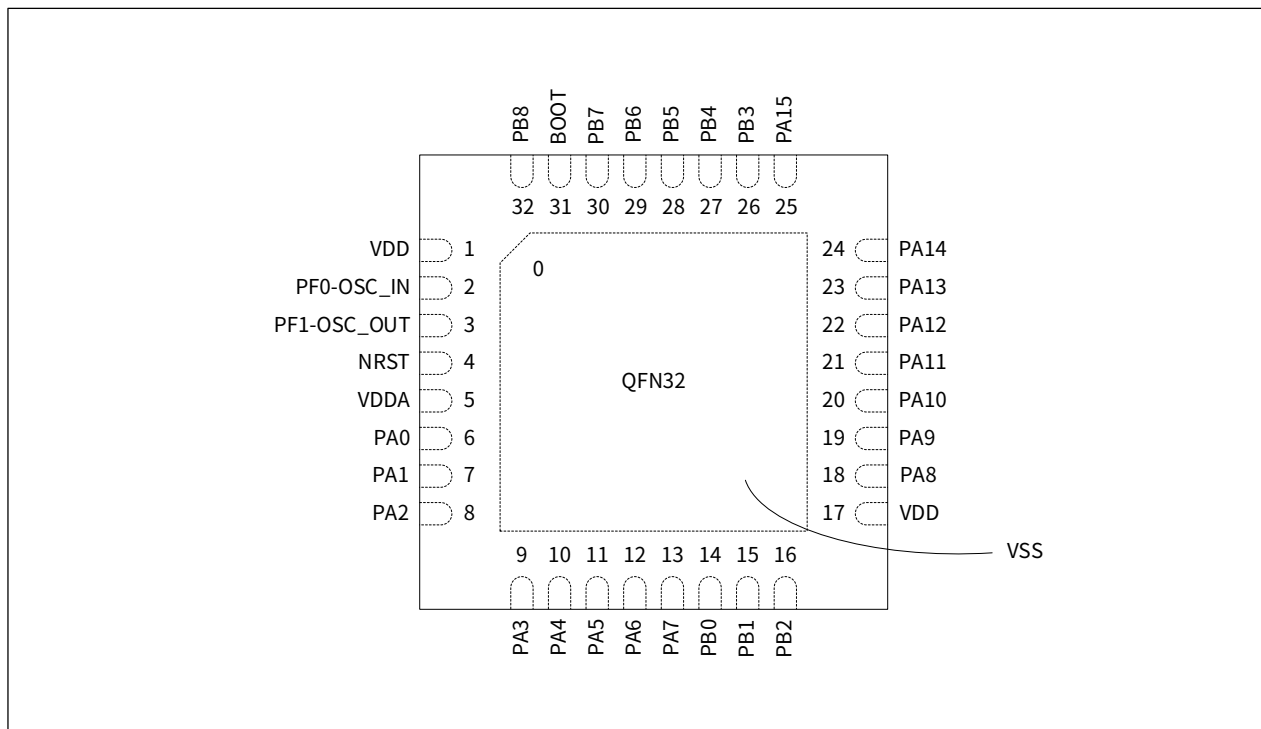 PB8 BOOT PB7 PB6 PB5 PB4 PB3 PA15
32 31 30 29 28 27 26 25
VDD 1 24 PA14
0
PF0-OSC_IN 2 23 PA13
PF1-OSC_OUT 3 22 PA12
NRST 4 21 PA11
QFN32
VDDA 5 20 PA10
PA0 6 19 PA9
PA1 7 18 PA8
PA2 8 17 VDD
VSS
9 10 11 12 13 14 15 16
PA3 PA4 PA5 PA6 PA7 PB0 PB1 PB2